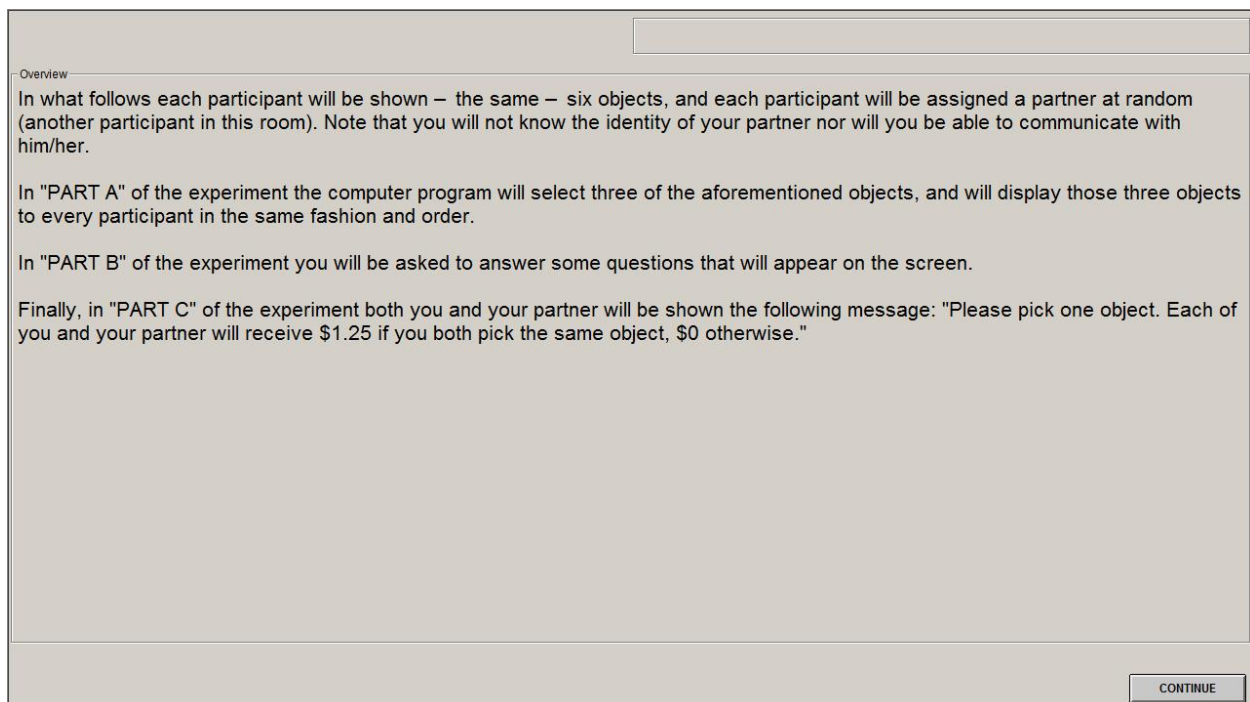 Overview
In what follows each participant will be shown – the same – six objects, and each participant will be assigned a partner at random
(another participant in this room). Note that you will not know the identity of your partner nor will you be able to communicate with
him/her.
In "PART A" of the experiment the computer program will select three of the aforementioned objects, and will display those three objects
to every participant in the same fashion and order.
In "PART B" of the experiment you will be asked to answer some questions that will appear on the screen.
Finally, in "PART C" of the experiment both you and your partner will be shown the following message: "Please pick one object. Each of
you and your partner will receive $1.25 if you both pick the same object, $0 otherwise."
CONTINUE